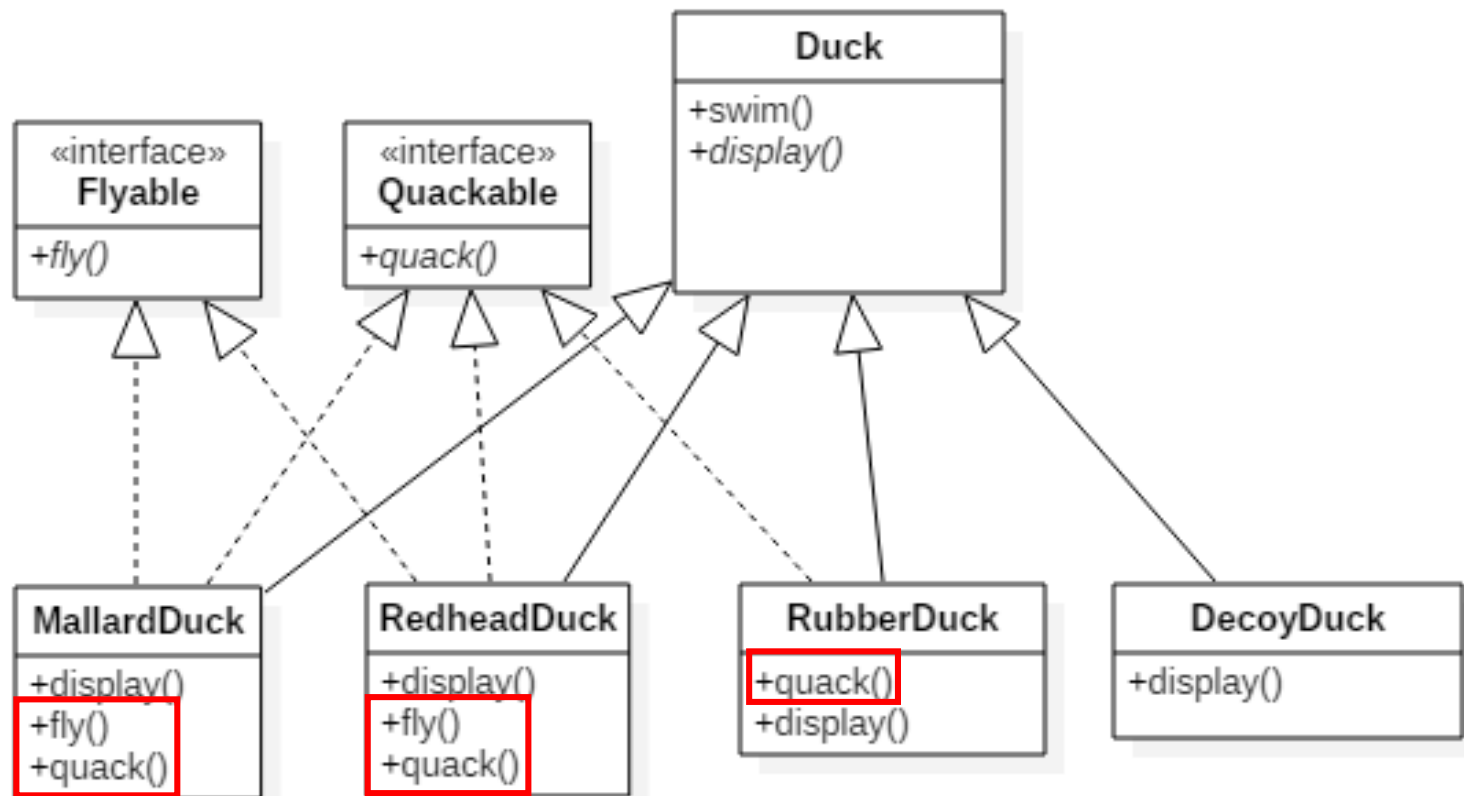 Duck
+swim()
+display()
«interface»
Flyable
+fly()
«interface»
Quackable
+quack()
MallardDuck
+display()
+fly()
+quack()
RedheadDuck
+display()
+fly()
+quack()
RubberDuck
+quack()
+display()
DecoyDuck
+display()